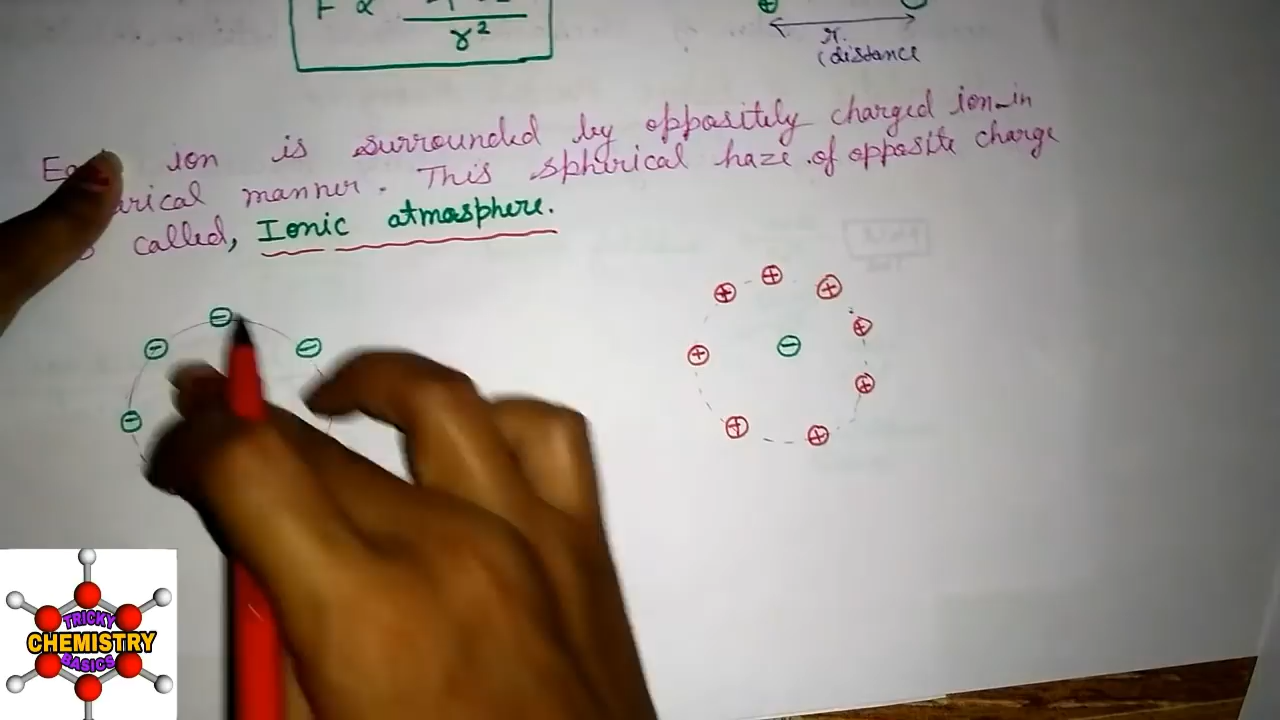 F ∝
r²
r
(distance
ion is surrounded by oppositely charged ion in
manner. This spherical haze of opposite charge
called, Ionic atmosphere.
TRICKY
CHEMISTRY
BASICS